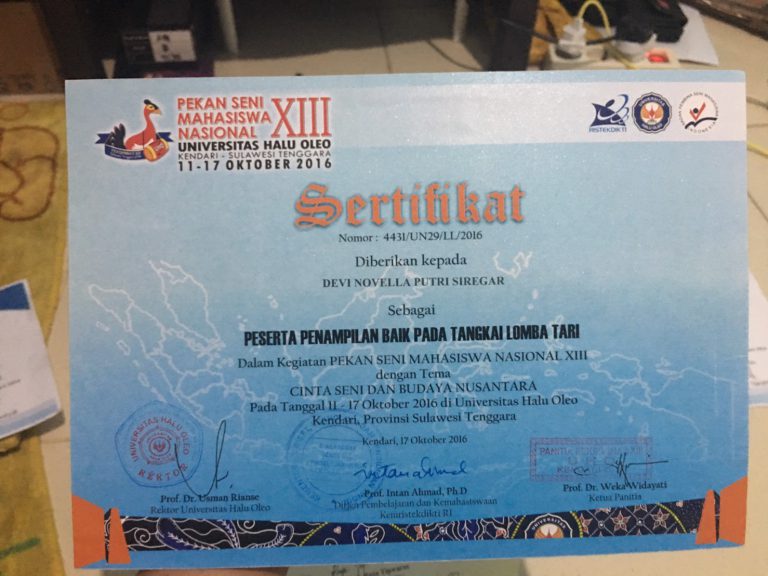 PEKAN SENI
MAHASISWA
NASIONAL XIII
UNIVERSITAS HALU OLEO
KENDARI - SULAWESI TENGGARA
11-17 OKTOBER 2016
RISTEKDIKTI
Sertifikat
Nomor : 4431/UN29/LL/2016
Diberikan kepada
DEVI NOVELLA PUTRI SIREGAR
Sebagai
PESERTA PENAMPILAN BAIK PADA TANGKAI LOMBA TARI
Dalam Kegiatan PEKAN SENI MAHASISWA NASIONAL XIII
dengan Tema
CINTA SENI DAN BUDAYA NUSANTARA
Pada Tanggal 11 - 17 Oktober 2016 di Universitas Halu Oleo
Kendari, Provinsi Sulawesi Tenggara
Kendari, 17 Oktober 2016
UNIVERSITAS HALU OLEO
REKTOR
Prof. Dr. Usman Rianse
Rektor Universitas Halu Oleo
Prof. Intan Ahmad, Ph.D
Ditjen Pembelajaran dan Kemahasiswaan
Kemristekdikti RI
Prof. Dr. Weka Widayati
Ketua Panitia